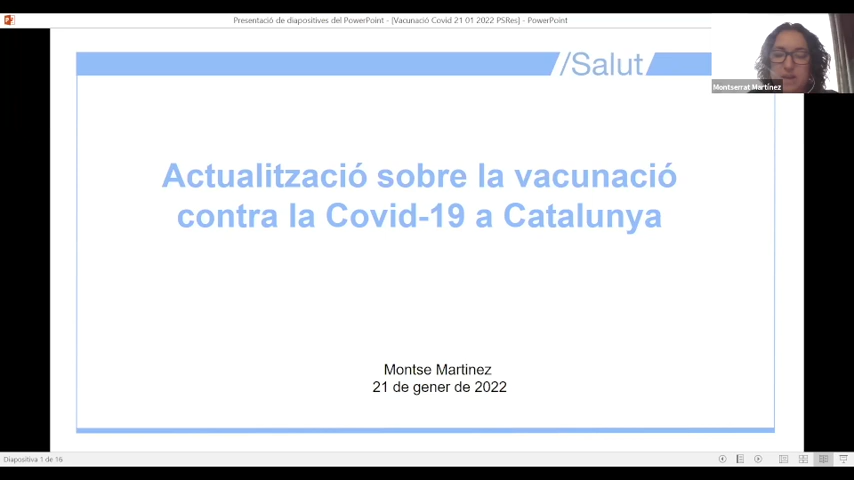 Presentació de diapositives del PowerPoint - [Vacunació Covid 21 01 2022 PSRes] - PowerPoint
/Salut
Montserrat Martínez
Actualització sobre la vacunació
contra la Covid-19 a Catalunya
Montse Martinez
21 de gener de 2022
Diapositiva 1 de 16